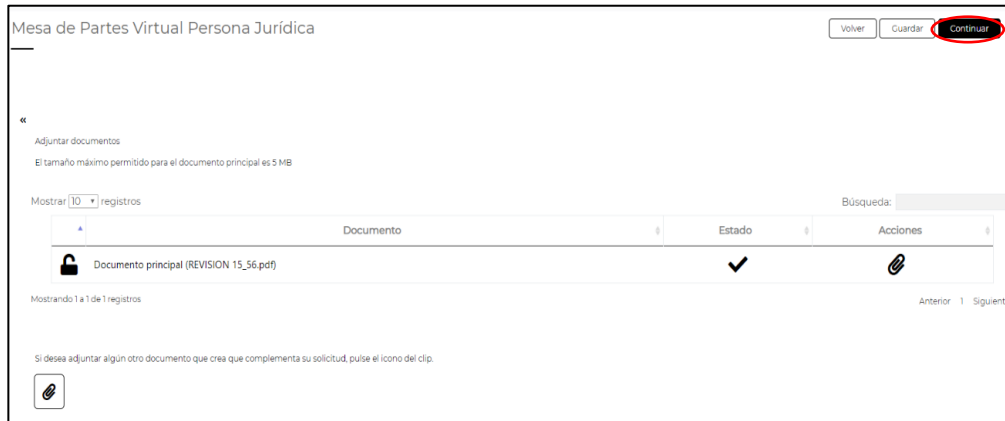 Mesa de Partes Virtual Persona Jurídica
Volver Guardar Continuar
«
Adjuntar documentos
El tamaño máximo permitido para el documento principal es 5 MB
Mostrar 10 registros Búsqueda:
Documento Estado Acciones
Documento principal (REVISION 15_56.pdf)
Mostrando 1 a 1 de 1 registros Anterior 1 Siguient
Si desea adjuntar algún otro documento que crea que complementa su solicitud, pulse el icono del clip.